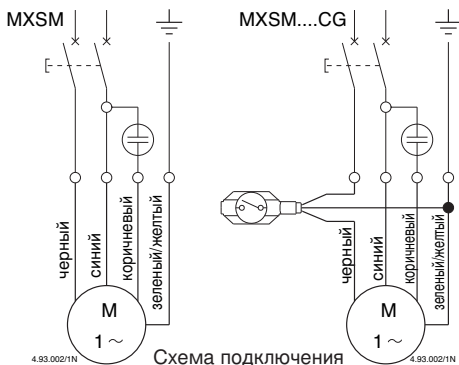 MXSM
MXSM....CG
черный
синий
коричневый
зеленый/желтый
черный
синий
коричневый
зеленый/желтый
M
1 ~
M
1 ~
4.93.002/1N
Схема подключения
4.93.002/1N